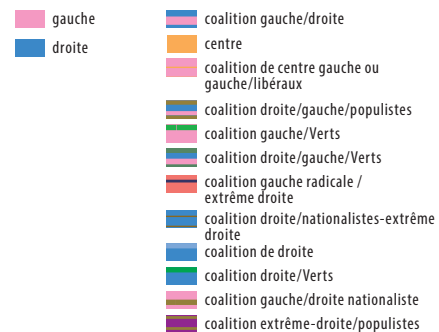 gauche
droite
coalition gauche/droite
centre
coalition de centre gauche ou
gauche/libéraux
coalition droite/gauche/populistes
coalition gauche/Verts
coalition droite/gauche/Verts
coalition gauche radicale /
extrême droite
coalition droite/nationalistes-extrême
droite
coalition de droite
coalition droite/Verts
coalition gauche/droite nationaliste
coalition extrême-droite/populistes